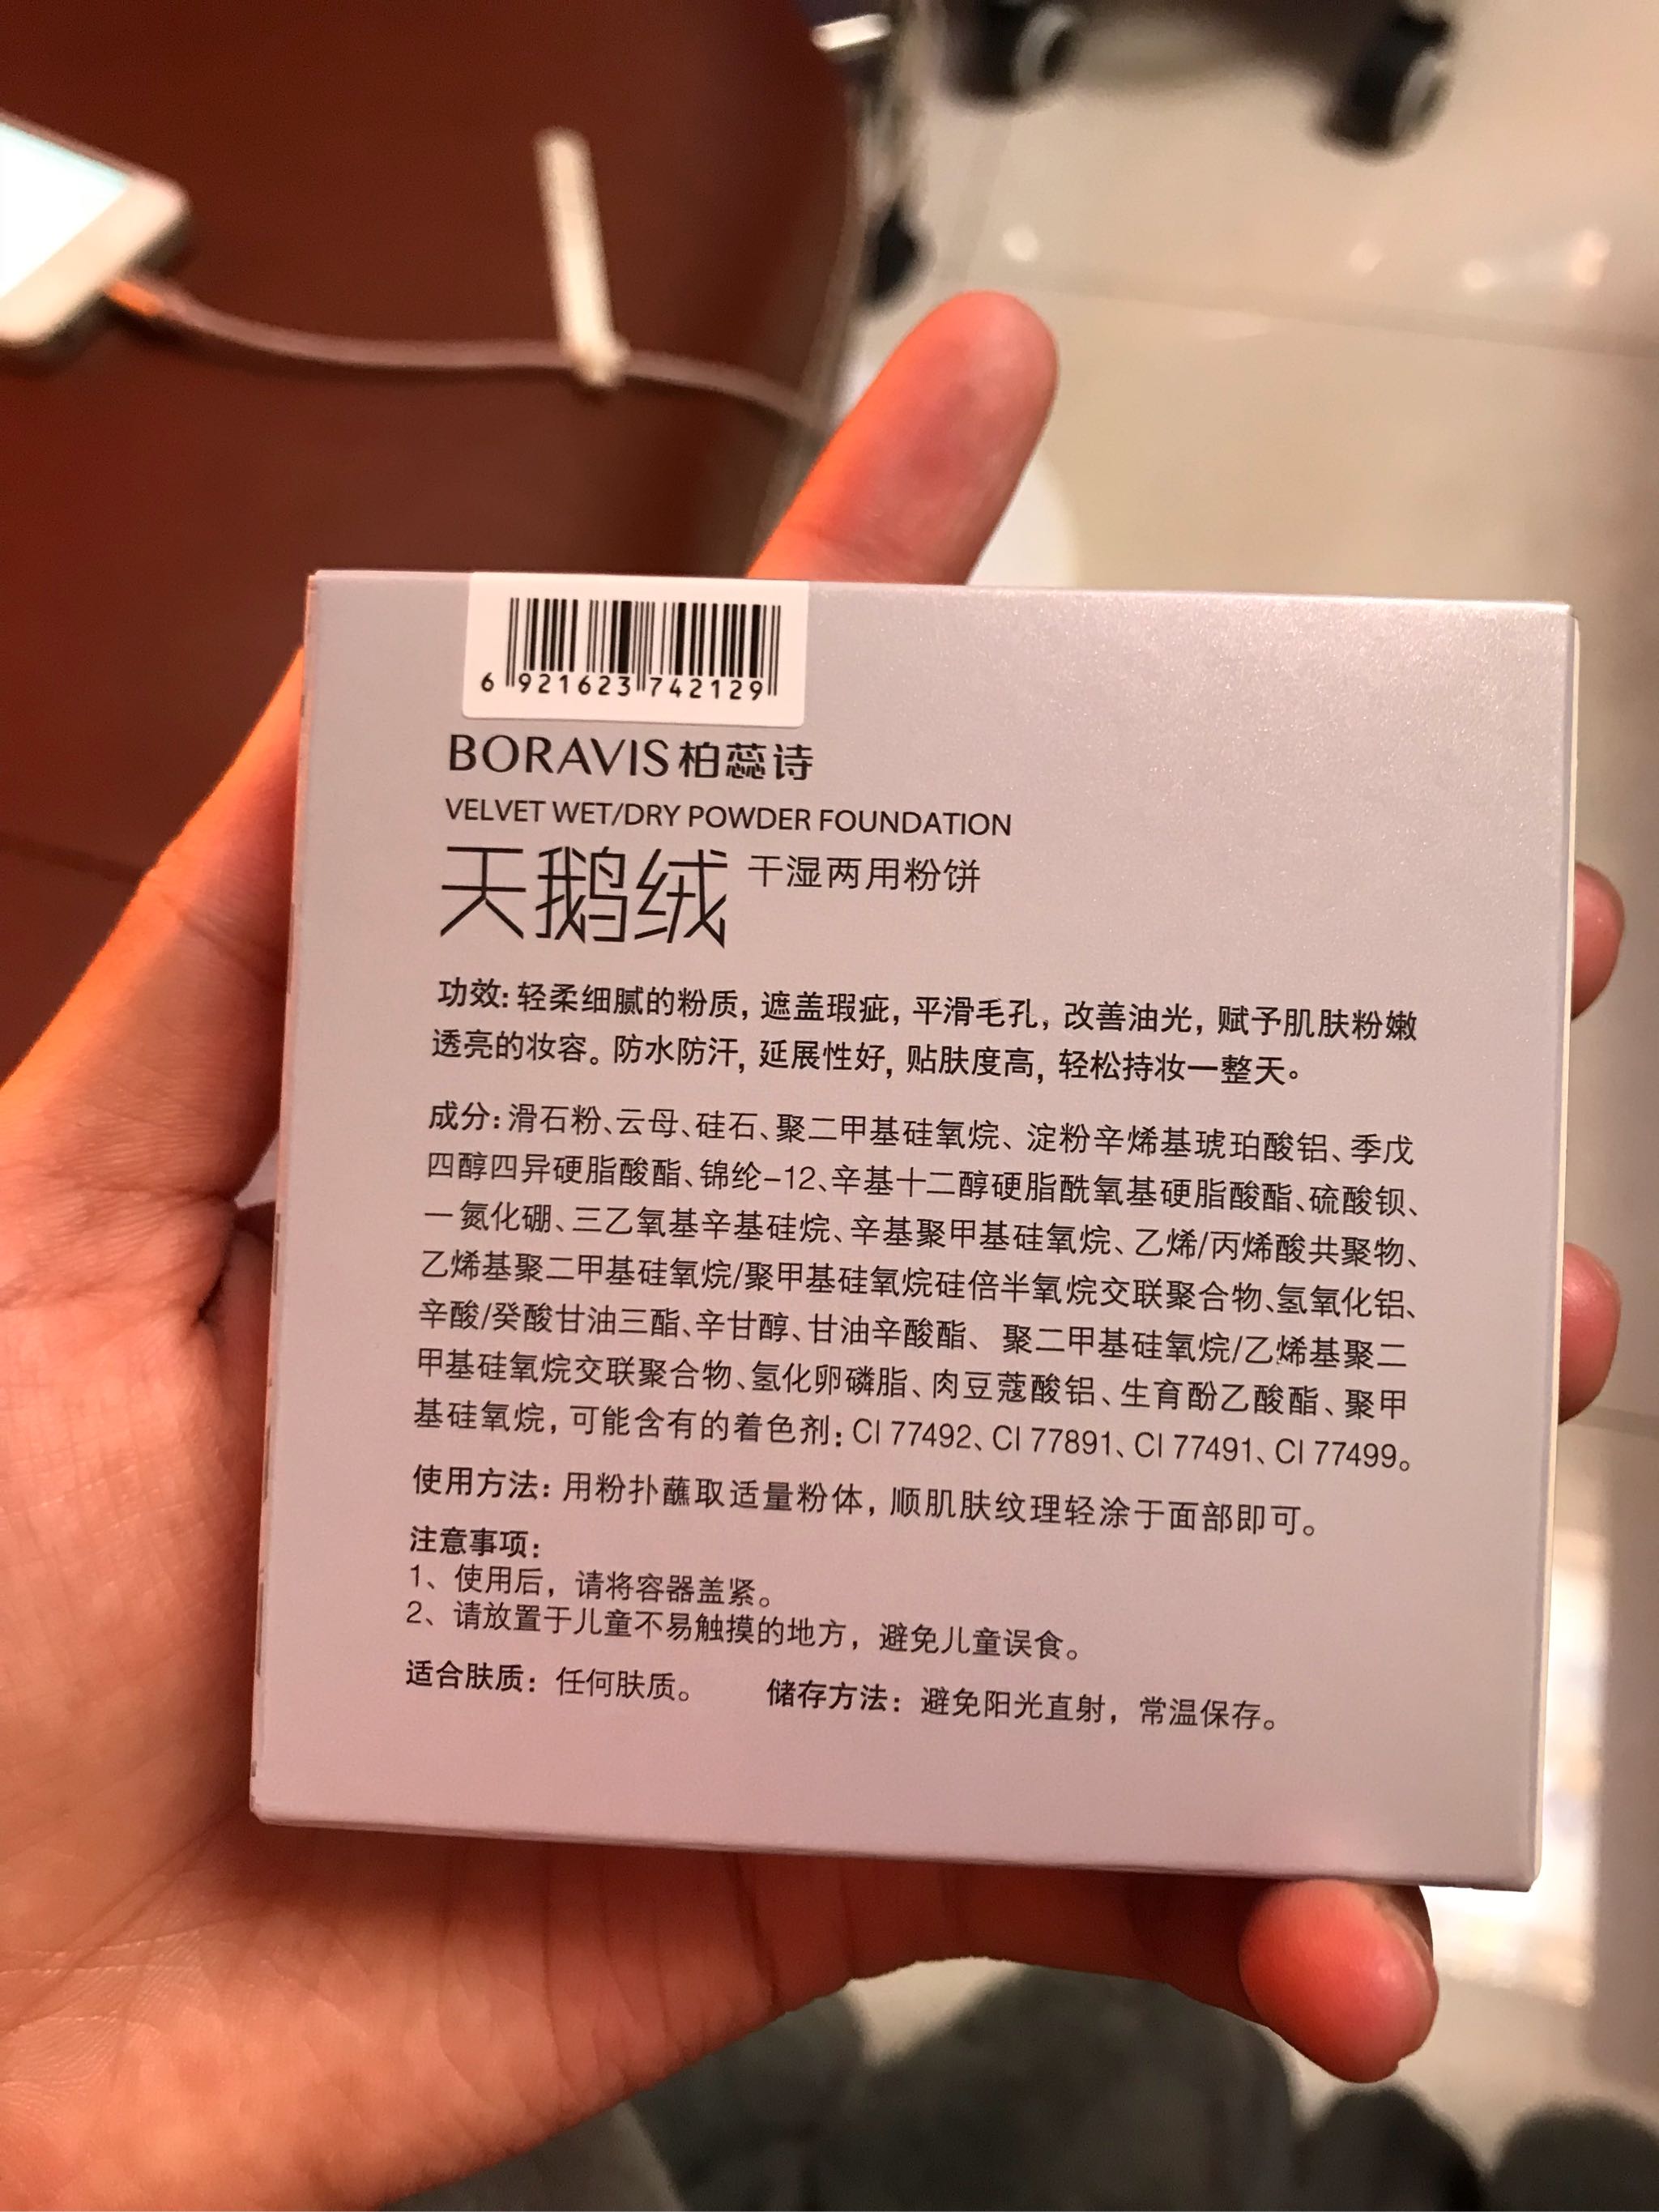 6 921623 742129
BORAVIS 柏蕊诗
VELVET WET/DRY POWDER FOUNDATION
天鹅绒 干湿两用粉饼
功效：轻柔细腻的粉质，遮盖瑕疵，平滑毛孔，改善油光，赋予肌肤粉嫩
透亮的妆容。防水防汗，延展性好，贴肤度高，轻松持妆一整天。
成分：滑石粉、云母、硅石、聚二甲基硅氧烷、淀粉辛烯基琥珀酸铝、季戊
四醇四异硬脂酸酯、锦纶-12、辛基十二醇硬脂酰氧基硬脂酸酯、硫酸钡、
一氮化硼、三乙氧基辛基硅烷、辛基聚甲基硅氧烷、乙烯/丙烯酸共聚物、
乙烯基聚二甲基硅氧烷/聚甲基硅氧烷硅倍半氧烷交联聚合物、氢氧化铝、
辛酸/癸酸甘油三酯、辛甘醇、甘油辛酸酯、聚二甲基硅氧烷/乙烯基聚二
甲基硅氧烷交联聚合物、氢化卵磷脂、肉豆蔻酸铝、生育酚乙酸酯、聚甲
基硅氧烷，可能含有的着色剂：CI 77492、CI 77891、CI 77491、CI 77499。
使用方法：用粉扑蘸取适量粉体，顺肌肤纹理轻涂于面部即可。
注意事项：
1、使用后，请将容器盖紧。
2、请放置于儿童不易触摸的地方，避免儿童误食。
适合肤质：任何肤质。 储存方法：避免阳光直射，常温保存。